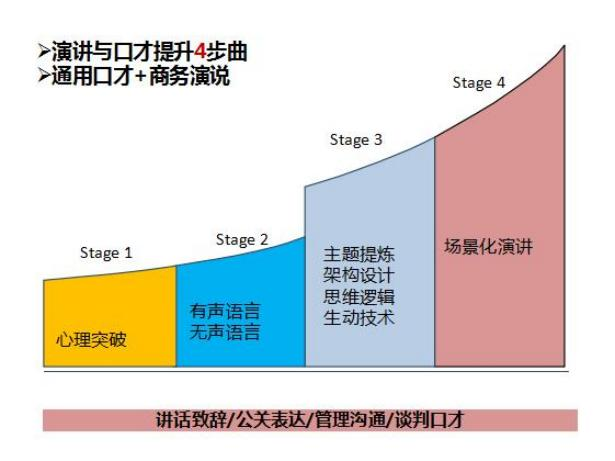 ➢演讲与口才提升4步曲
➢通用口才+商务演说
Stage 1
Stage 2
Stage 3
Stage 4
心理突破
有声语言
无声语言
主题提炼
架构设计
思维逻辑
生动技术
场景化演讲
讲话致辞/公关表达/管理沟通/谈判口才